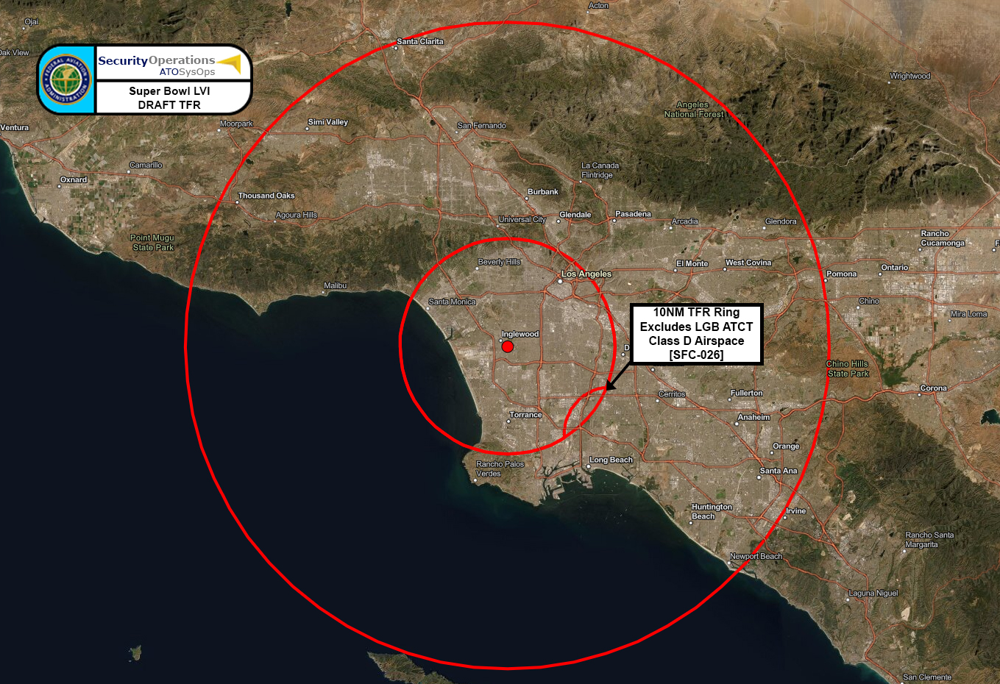 Acton
Ojai
Santa Clarita
Oak View
FEDERAL AVIATION
ADMINISTRATION
SecurityOperations
ATOSysOps
Super Bowl LVI
DRAFT TFR
Wrightwood
Angeles
National Forest
Ventura
Moorpark
Simi Valley
San Fernando
Camarillo
La Canada
Flintridge
Oxnard
Thousand Oaks
Burbank
Agoura Hills
Universal City
Glendale
Pasadena
Arcadia
Glendora
Point Mugu
State Park
Rancho
Cucamonga
F
Beverly Hills
El Monte
West Covina
Ontario
Los Angeles
Pomona
Malibu
Santa Monica
Chino
Mira Loma
10NM TFR Ring
Excludes LGB ATCT
Class D Airspace
[SFC-026]
Inglewood
D
Chino Hills
State Park
Corona
Cerritos
Fullerton
Torrance
Anaheim
Orange
Rancho Palos
Verdes
Long Beach
Santa Ana
Huntington
Beach
Irvine
Rancho Santa
Margarita
Newport Beach
Laguna Niguel
San Clemente